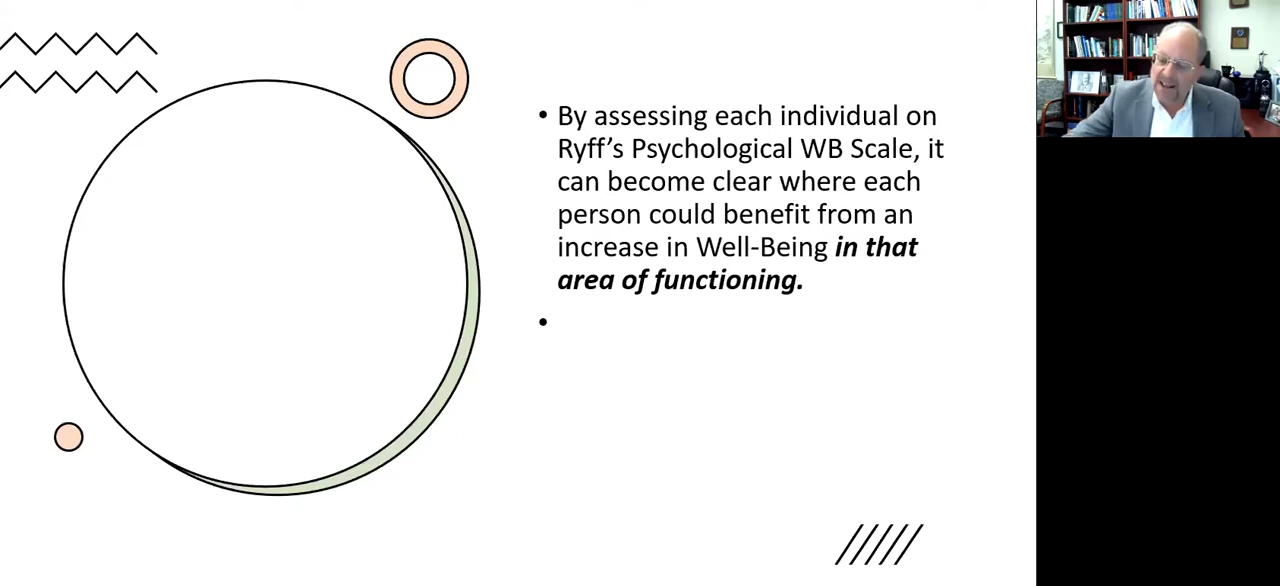 • By assessing each individual on
Ryff’s Psychological WB Scale, it
can become clear where each
person could benefit from an
increase in Well-Being in that
area of functioning.
•